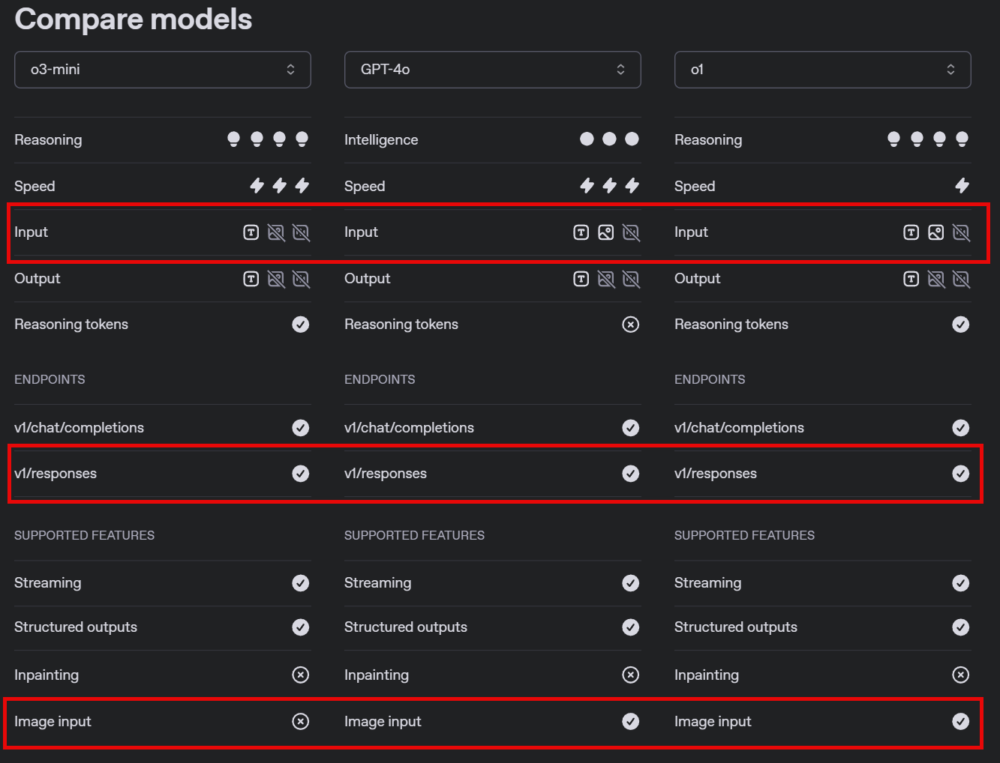 Compare models
o3-mini GPT-4o o1
Reasoning Intelligence Reasoning
Speed Speed Speed
Input T Input T Input T
Output T Output T Output T
Reasoning tokens Reasoning tokens Reasoning tokens
ENDPOINTS ENDPOINTS ENDPOINTS
v1/chat/completions v1/chat/completions v1/chat/completions
v1/responses v1/responses v1/responses
SUPPORTED FEATURES SUPPORTED FEATURES SUPPORTED FEATURES
Streaming Streaming Streaming
Structured outputs Structured outputs Structured outputs
Inpainting Inpainting Inpainting
Image input Image input Image input